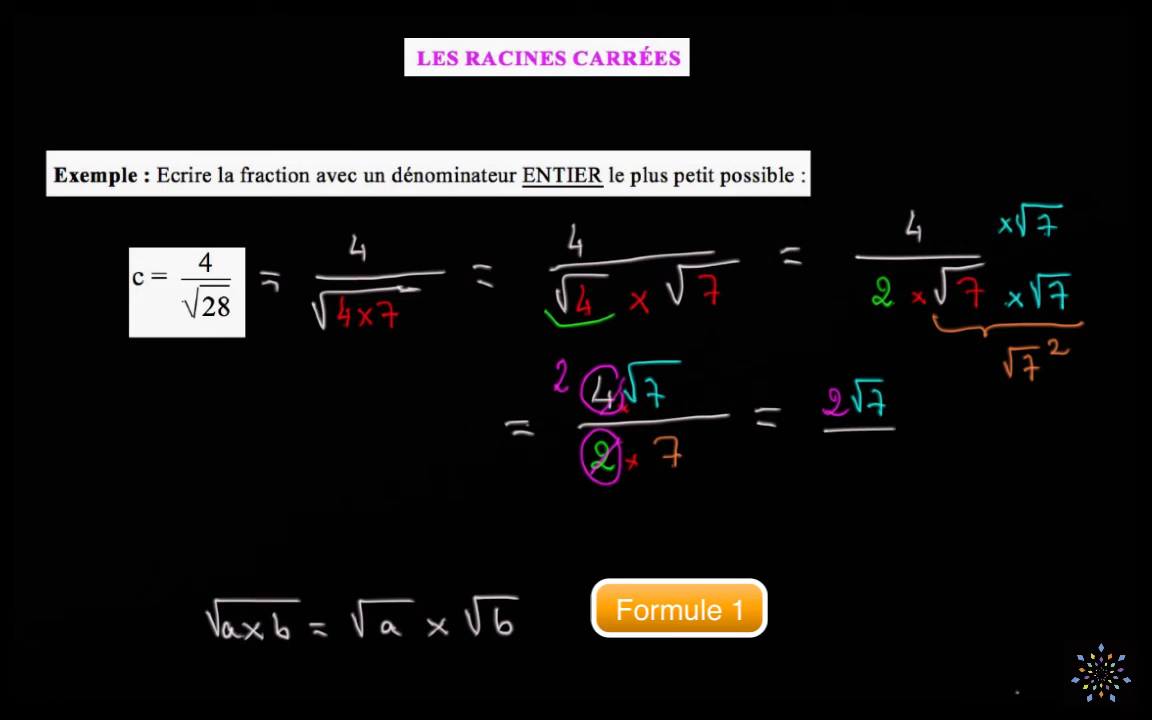 LES RACINES CARRÉES
Exemple : Ecrire la fraction avec un dénominateur ENTIER le plus petit possible :
c = 4/√28 = 4/√(4×7) = 4/(√4 × √7) = 4 ×√7/(2 × √7 ×√7)
√7²
= 2 4×√7/(2 × 7) = 2√7
√(a×b) = √a × √b
Formule 1